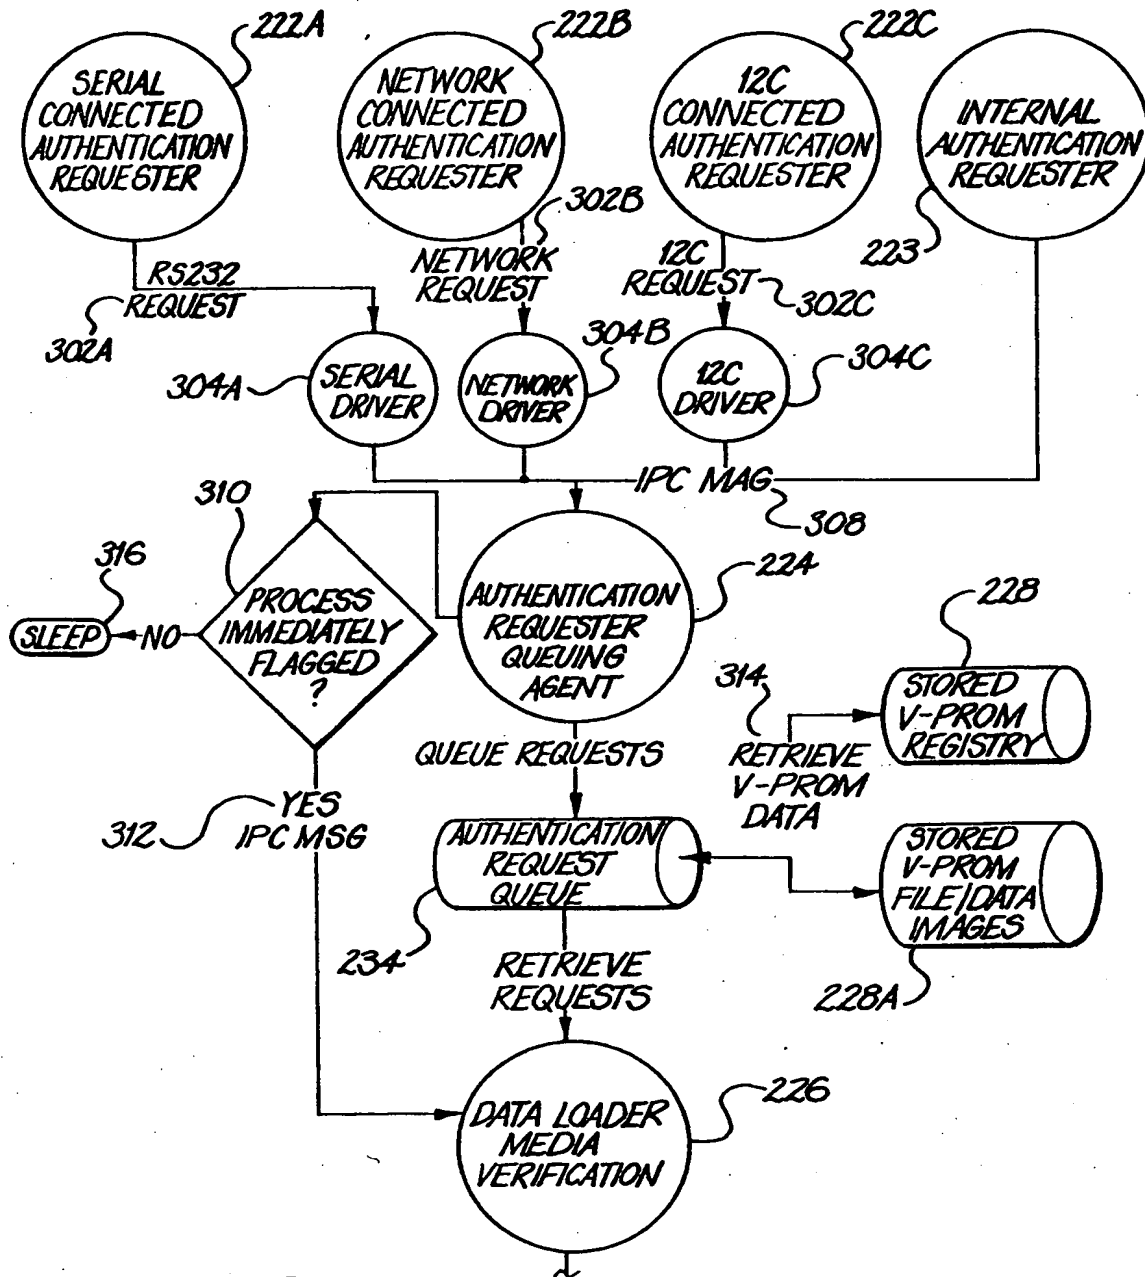 222A
222B
222C
SERIAL
CONNECTED
AUTHENTICATION
REQUESTER
NETWORK
CONNECTED
AUTHENTICATION
REQUESTER
12C
CONNECTED
AUTHENTICATION
REQUESTER
INTERNAL
AUTHENTICATION
REQUESTER
223
RS232
REQUEST
302A
302B
NETWORK
REQUEST
12C
REQUEST
302C
304A
SERIAL
DRIVER
304B
NETWORK
DRIVER
12C
DRIVER
304C
IPC MAG
308
310
316
SLEEP
NO
PROCESS
IMMEDIATELY
FLAGGED
?
AUTHENTICATION
REQUESTER
QUEUING
AGENT
224
228
STORED
V-PROM
REGISTRY
314
RETRIEVE
V-PROM
DATA
QUEUE REQUESTS
312
YES
IPC MSG
AUTHENTICATION
REQUEST
QUEUE
234
STORED
V-PROM
FILE/DATA
IMAGES
228A
RETRIEVE
REQUESTS
DATA LOADER
MEDIA
VERIFICATION
226